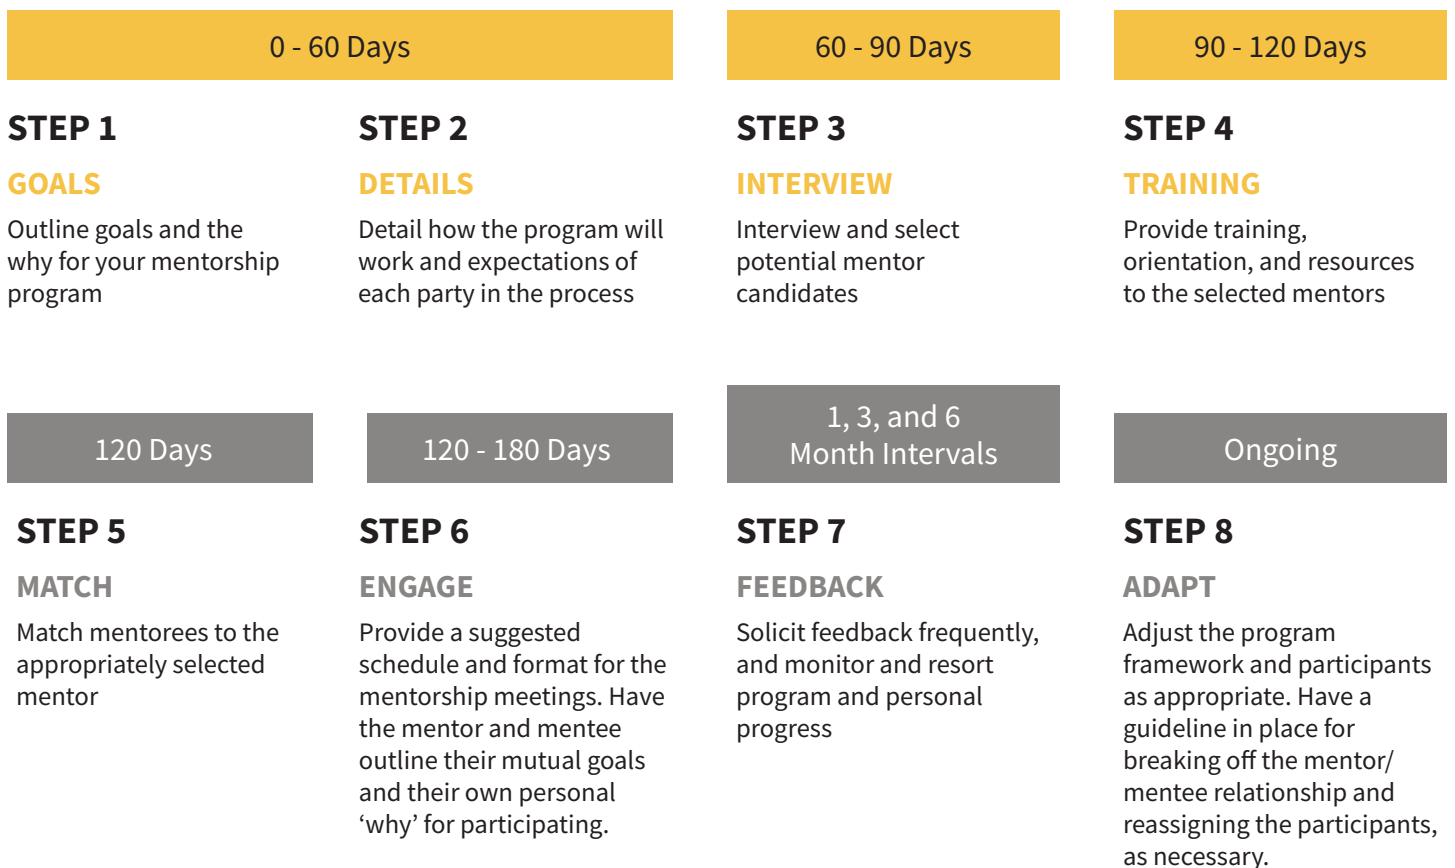 0 - 60 Days
STEP 1
GOALS
Outline goals and the
why for your mentorship
program
STEP 2
DETAILS
Detail how the program will
work and expectations of
each party in the process
60 - 90 Days
STEP 3
INTERVIEW
Interview and select
potential mentor
candidates
90 - 120 Days
STEP 4
TRAINING
Provide training,
orientation, and resources
to the selected mentors
120 Days
STEP 5
MATCH
Match mentorees to the
appropriately selected
mentor
120 - 180 Days
STEP 6
ENGAGE
Provide a suggested
schedule and format for the
mentorship meetings. Have
the mentor and mentee
outline their mutual goals
and their own personal
‘why’ for participating.
1, 3, and 6
Month Intervals
STEP 7
FEEDBACK
Solicit feedback frequently,
and monitor and resort
program and personal
progress
Ongoing
STEP 8
ADAPT
Adjust the program
framework and participants
as appropriate. Have a
guideline in place for
breaking off the mentor/
mentee relationship and
reassigning the participants,
as necessary.